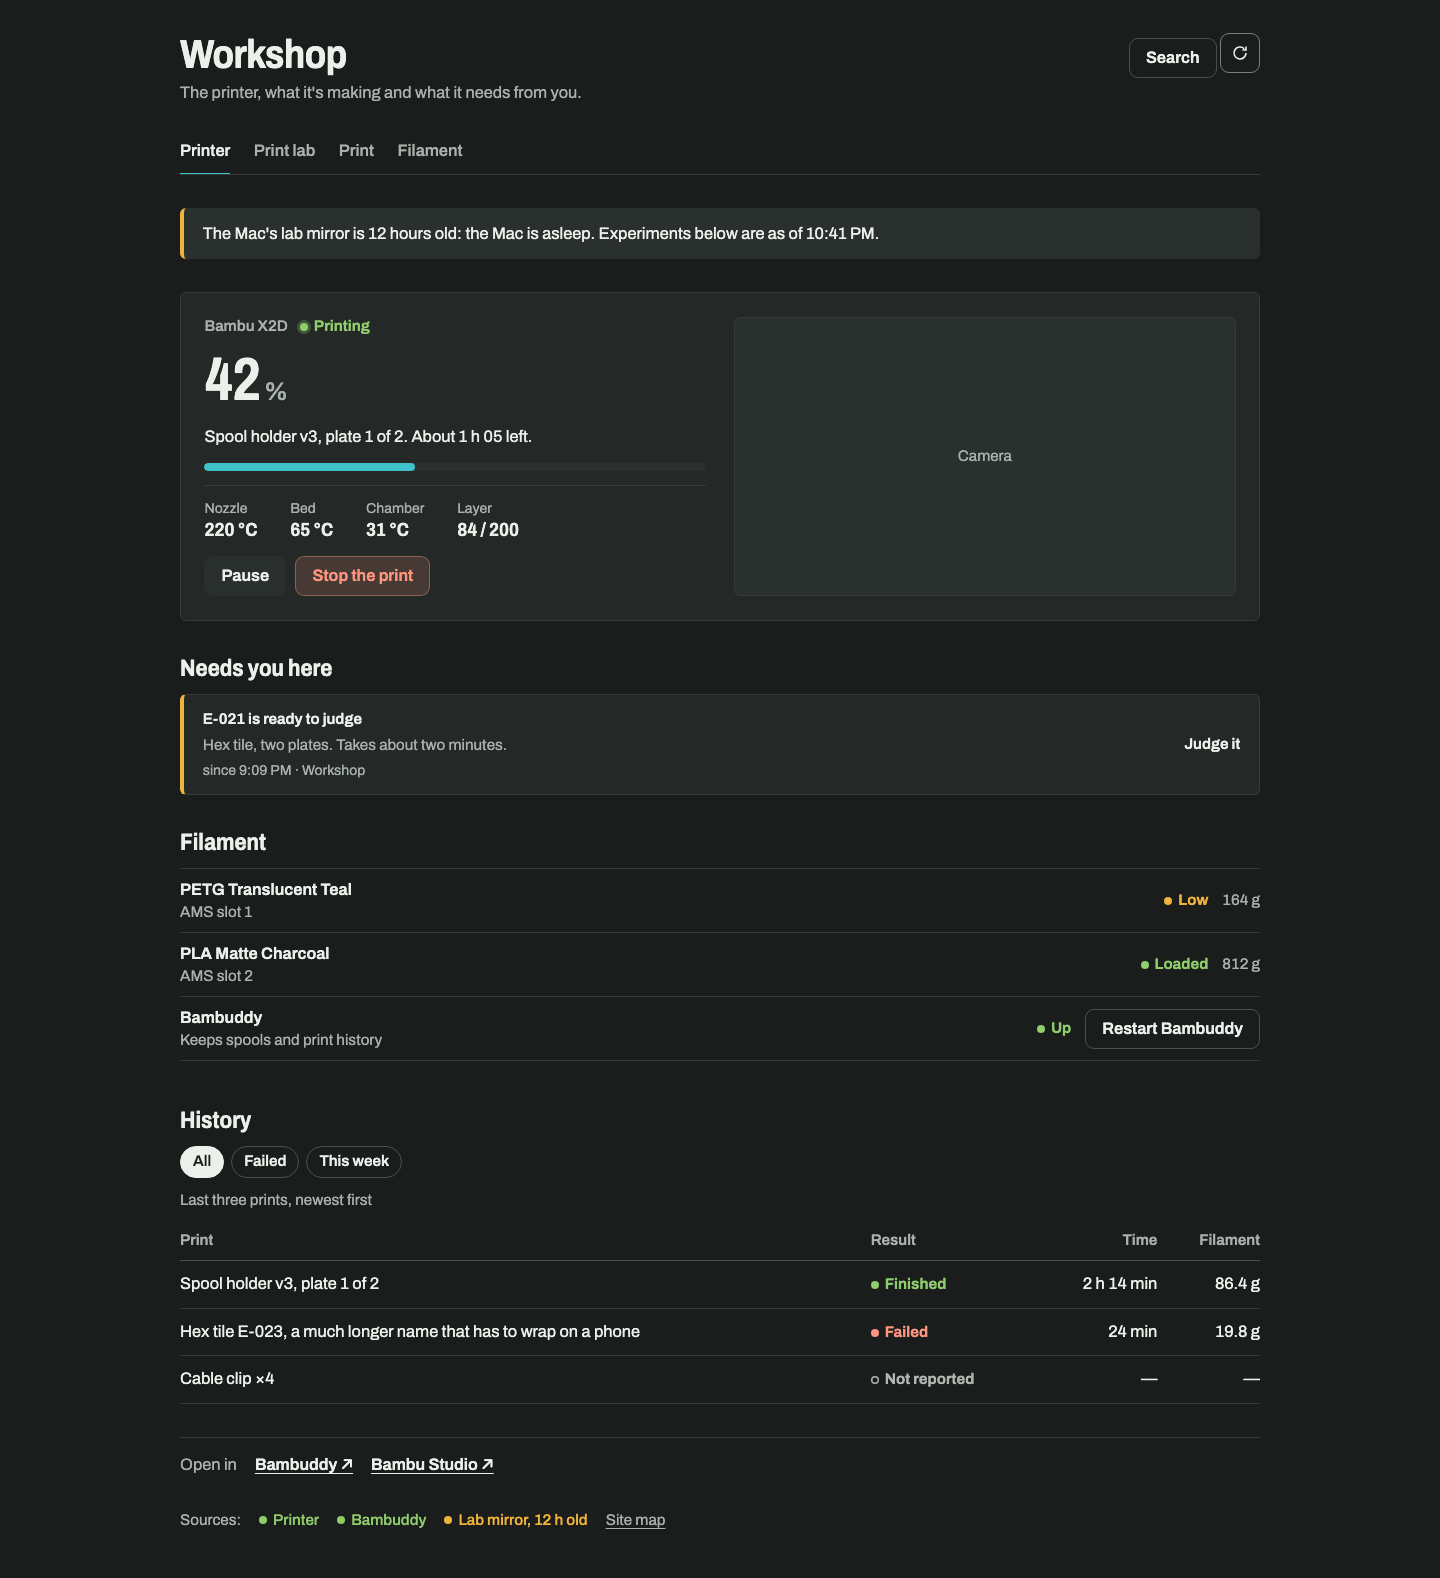 Workshop
Search
The printer, what it's making and what it needs from you.
Printer Print lab Print Filament
The Mac's lab mirror is 12 hours old: the Mac is asleep. Experiments below are as of 10:41 PM.
Bambu X2D Printing
42 %
Spool holder v3, plate 1 of 2. About 1 h 05 left.
Nozzle Bed Chamber Layer
220 °C 65 °C 31 °C 84 / 200
Pause Stop the print
Camera
Needs you here
E-021 is ready to judge
Hex tile, two plates. Takes about two minutes.
since 9:09 PM · Workshop
Judge it
Filament
PETG Translucent Teal
AMS slot 1
Low 164 g
PLA Matte Charcoal
AMS slot 2
Loaded 812 g
Bambuddy
Keeps spools and print history
Up Restart Bambuddy
History
All Failed This week
Last three prints, newest first
Print Result Time Filament
Spool holder v3, plate 1 of 2 Finished 2 h 14 min 86.4 g
Hex tile E-023, a much longer name that has to wrap on a phone Failed 24 min 19.8 g
Cable clip ×4 Not reported — —
Open in Bambuddy ↗ Bambu Studio ↗
Sources: Printer Bambuddy Lab mirror, 12 h old Site map